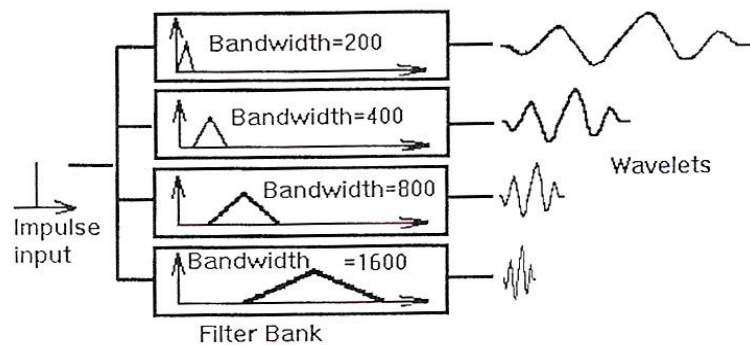 Bandwidth=200
Bandwidth=400
Wavelets
Bandwidth=800
Impulse
input
Bandwidth =1600
Filter Bank